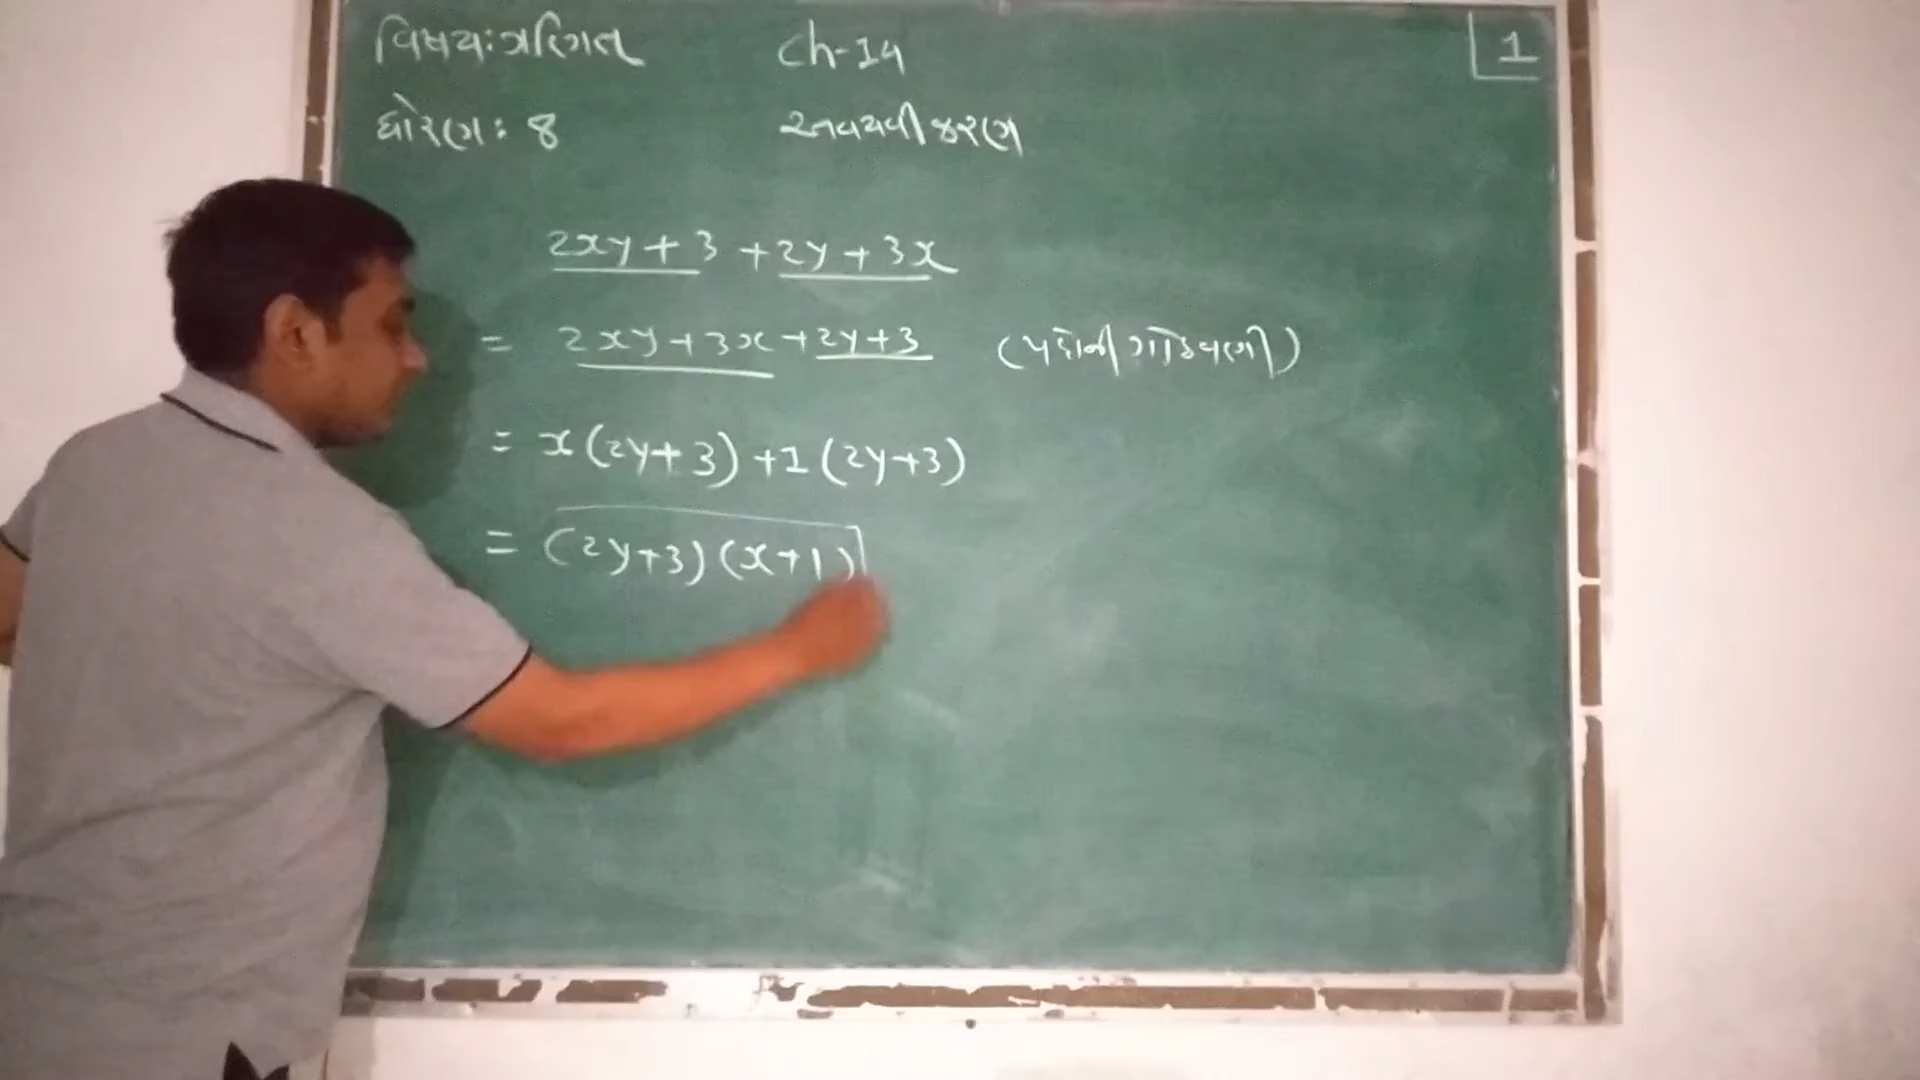 વિષય: ગણિત Ch-14 1
ધોરણ: 8 અવયવીકરણ
2xy + 3 + 2y + 3x
= 2xy + 3x + 2y + 3 (પદોની ગોઠવણી)
= x(2y + 3) + 1(2y + 3)
= (2y + 3)(x + 1)